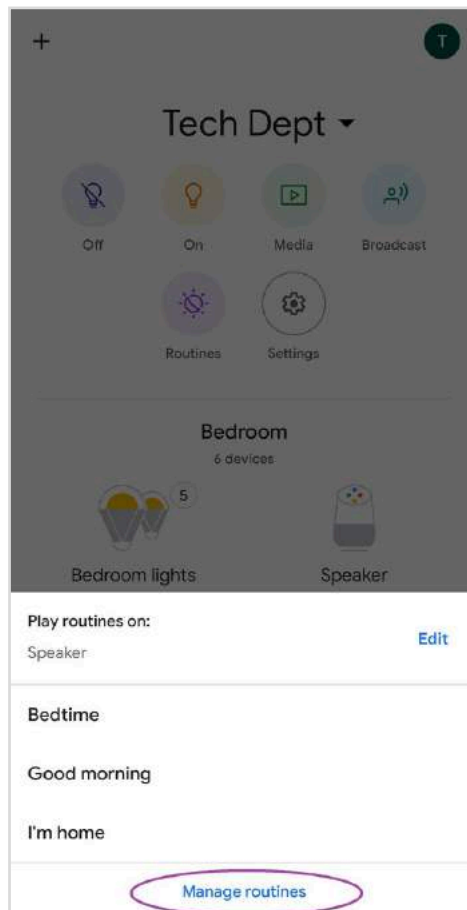 T
Tech Dept
Off On Media Broadcast
Routines Settings
Bedroom
6 devices
5
Bedroom lights Speaker
Play routines on:
Speaker
Edit
Bedtime
Good morning
I'm home
Manage routines